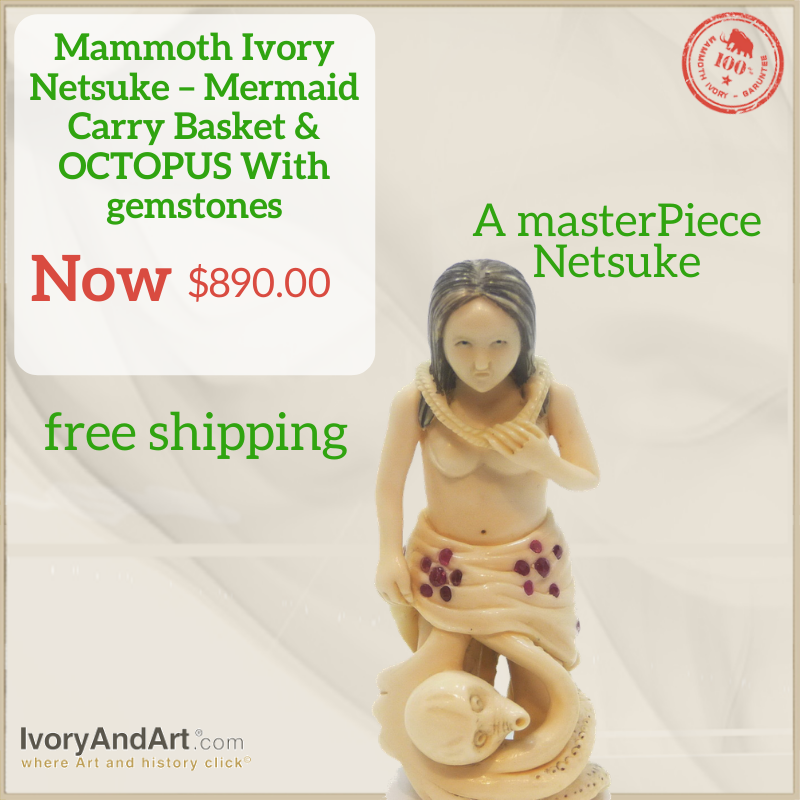 Mammoth Ivory
Netsuke – Mermaid
Carry Basket &
OCTOPUS With
gemstones
Now $890.00
MAMMOTH IVORY – BARUNTEE
100%
A masterPiece
Netsuke
free shipping
IvoryAndArt®.com
where Art and history click©